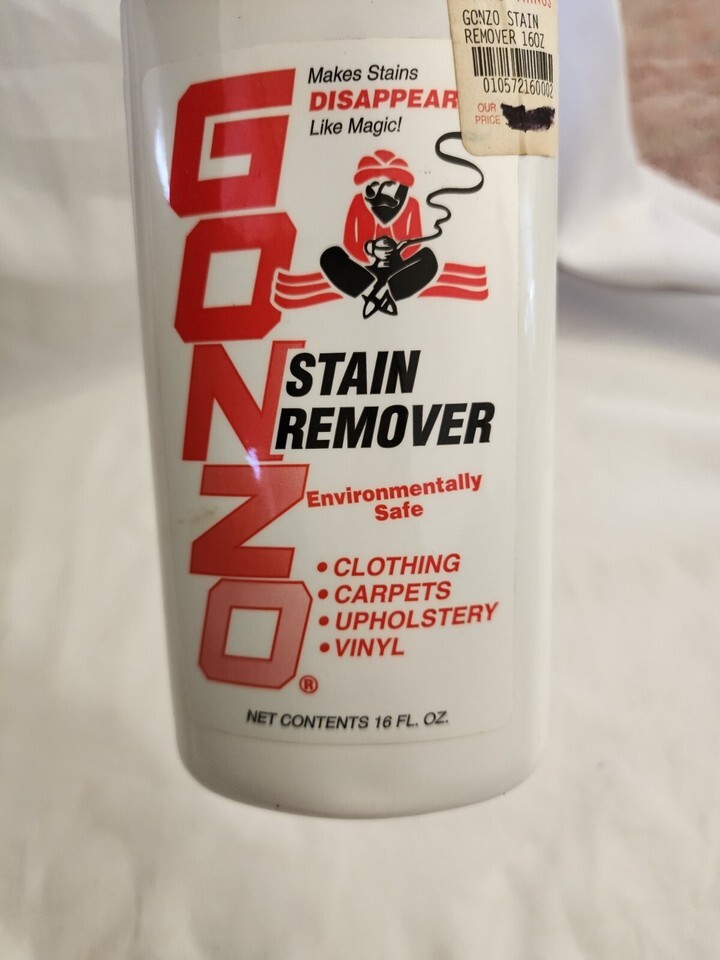 GONZO STAIN
REMOVER 16OZ
010572160002
OUR
PRICE
Makes Stains
DISAPPEAR
Like Magic!
GONZO
STAIN
REMOVER
Environmentally
Safe
• CLOTHING
• CARPETS
• UPHOLSTERY
• VINYL
®
NET CONTENTS 16 FL. OZ.